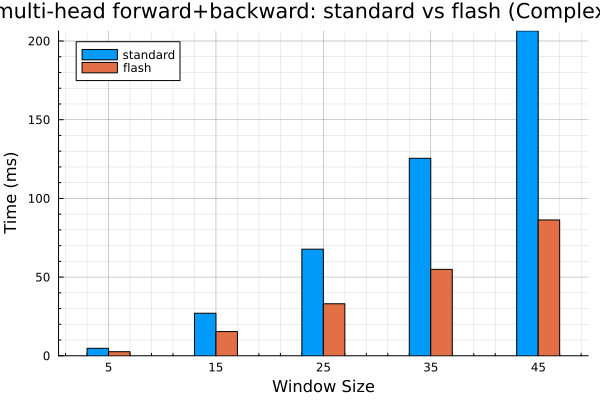 multi-head forward+backward: standard vs flash (Complex
standard
flash
Time (ms)
200
150
100
50
0
5 15 25 35 45
Window Size